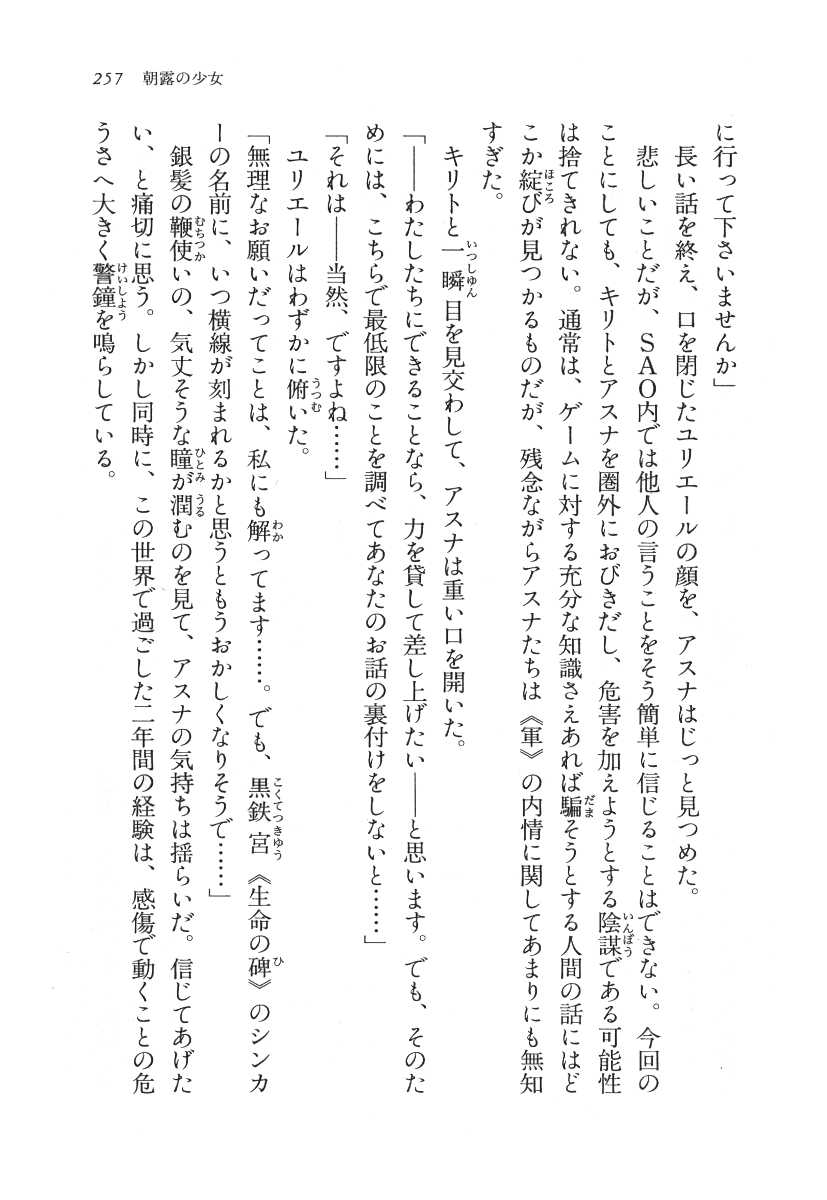 257 朝露の少女
に行って下さいませんか」
長い話を終え、口を閉じたユリエールの顔を、アスナはじっと見つめた。
悲しいことだが、SAO内では他人の言うことをそう簡単に信じることはできない。今回の
ことにしても、キリトとアスナを圏外におびきだし、危害を加えようとする陰謀である可能性
は捨てきれない。通常は、ゲームに対する充分な知識さえあれば騙そうとする人間の話にはど
こか綻びが見つかるものだが、残念ながらアスナたちは《軍》の内情に関してあまりにも無知
すぎた。
キリトと一瞬目を見交わして、アスナは重い口を開いた。
「――わたしたちにできることなら、力を貸して差し上げたい――と思います。でも、そのた
めには、こちらで最低限のことを調べてあなたのお話の裏付けをしないと……」
「それは――当然、ですよね……」
ユリエールはわずかに俯いた。
「無理なお願いだってことは、私にも解ってます……。でも、黒鉄宮《生命の碑》のシンカ
ーの名前に、いつ横線が刻まれるかと思うともうおかしくなりそうで……」
銀髪の鞭使いの、気丈そうな瞳が潤むのを見て、アスナの気持ちは揺らいだ。信じてあげた
い、と痛切に思う。しかし同時に、この世界で過ごした二年間の経験は、感傷で動くことの危
うさへ大きく警鐘を鳴らしている。